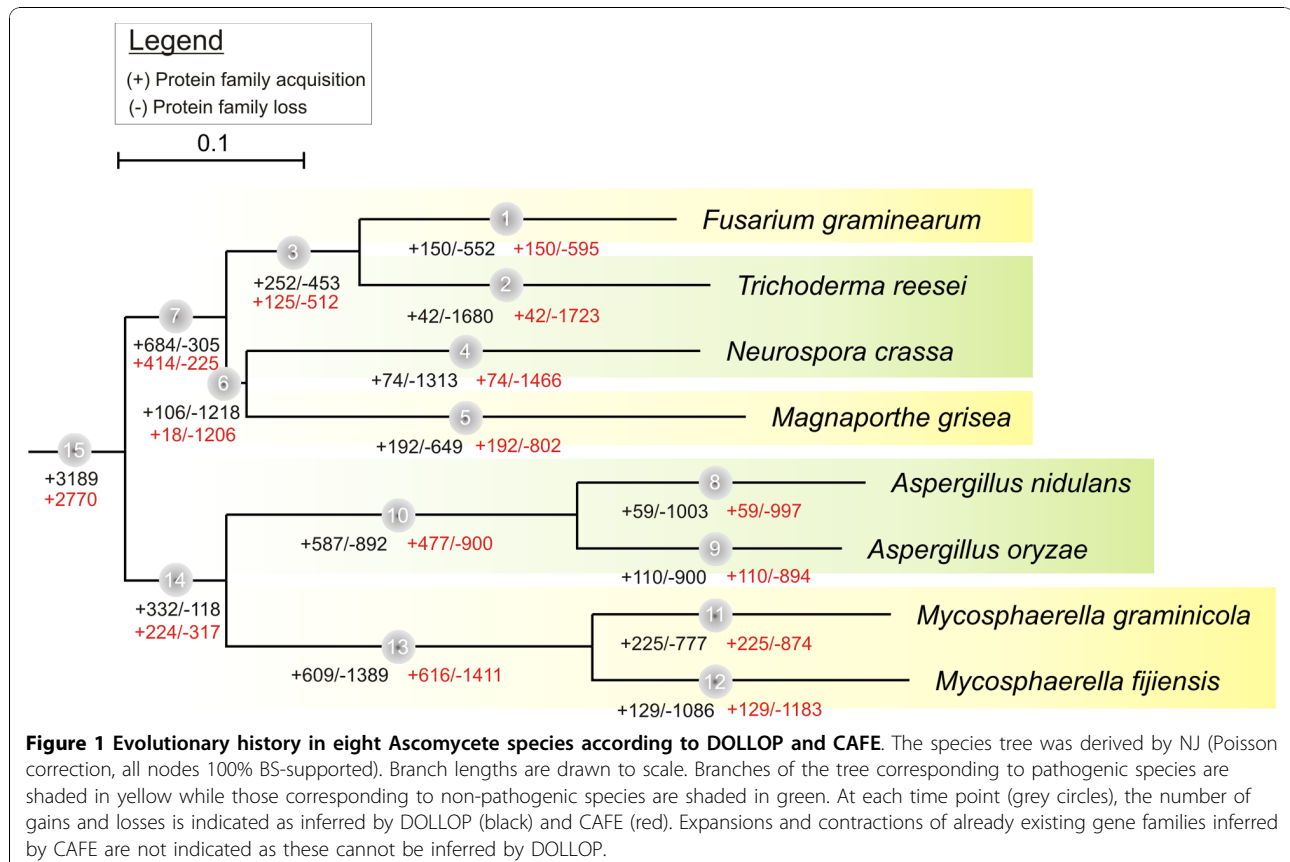 Legend
(+) Protein family acquisition
(-) Protein family loss
0.1
1
+150/-552 +150/-595
Fusarium graminearum
3
+252/-453
+125/-512
2
+42/-1680 +42/-1723
Trichoderma reesei
7
+684/-305
+414/-225
4
+74/-1313 +74/-1466
Neurospora crassa
6
+106/-1218
+18/-1206
5
+192/-649 +192/-802
Magnaporthe grisea
15
+3189
+2770
8
+59/-1003 +59/-997
Aspergillus nidulans
10
+587/-892 +477/-900
9
+110/-900 +110/-894
Aspergillus oryzae
14
+332/-118
+224/-317
11
+225/-777 +225/-874
Mycosphaerella graminicola
13
+609/-1389 +616/-1411
12
+129/-1086 +129/-1183
Mycosphaerella fijiensis
Figure 1 Evolutionary history in eight Ascomycete species according to DOLLOP and CAFE. The species tree was derived by NJ (Poisson
correction, all nodes 100% BS-supported). Branch lengths are drawn to scale. Branches of the tree corresponding to pathogenic species are
shaded in yellow while those corresponding to non-pathogenic species are shaded in green. At each time point (grey circles), the number of
gains and losses is indicated as inferred by DOLLOP (black) and CAFE (red). Expansions and contractions of already existing gene families inferred
by CAFE are not indicated as these cannot be inferred by DOLLOP.